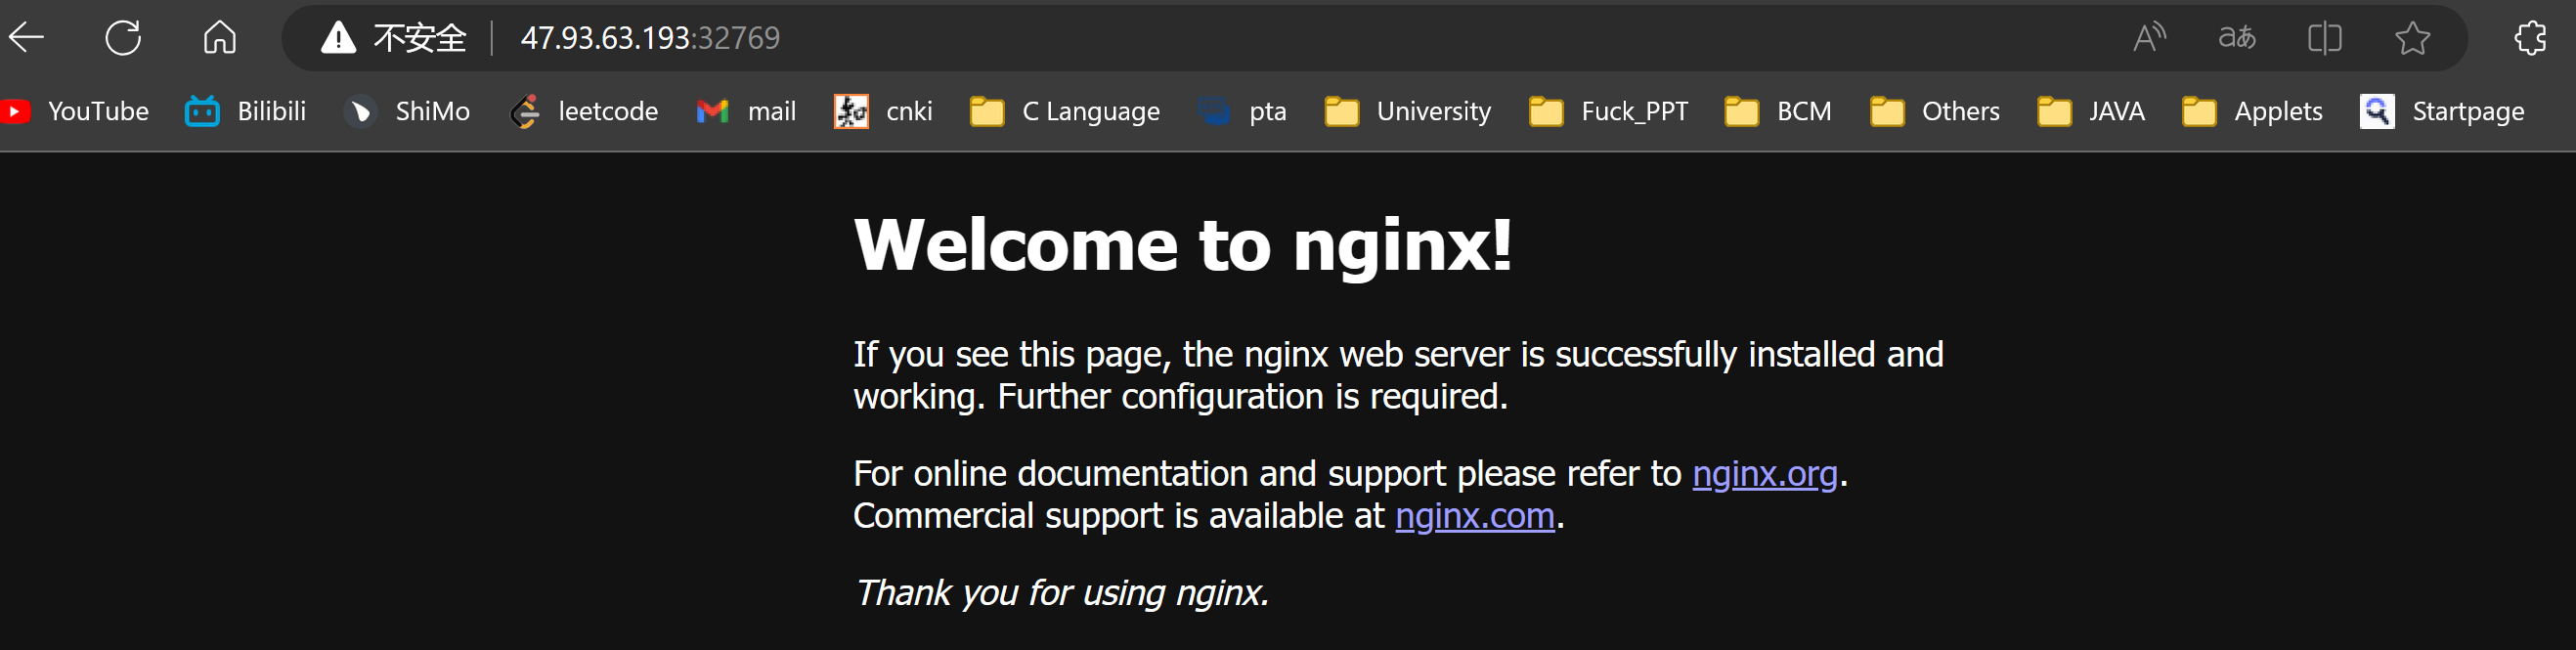 不安全 47.93.63.193:32769
YouTube Bilibili ShiMo leetcode mail cnki C Language pta University Fuck_PPT BCM Others JAVA Applets Startpage
Welcome to nginx!
If you see this page, the nginx web server is successfully installed and
working. Further configuration is required.
For online documentation and support please refer to nginx.org.
Commercial support is available at nginx.com.
Thank you for using nginx.